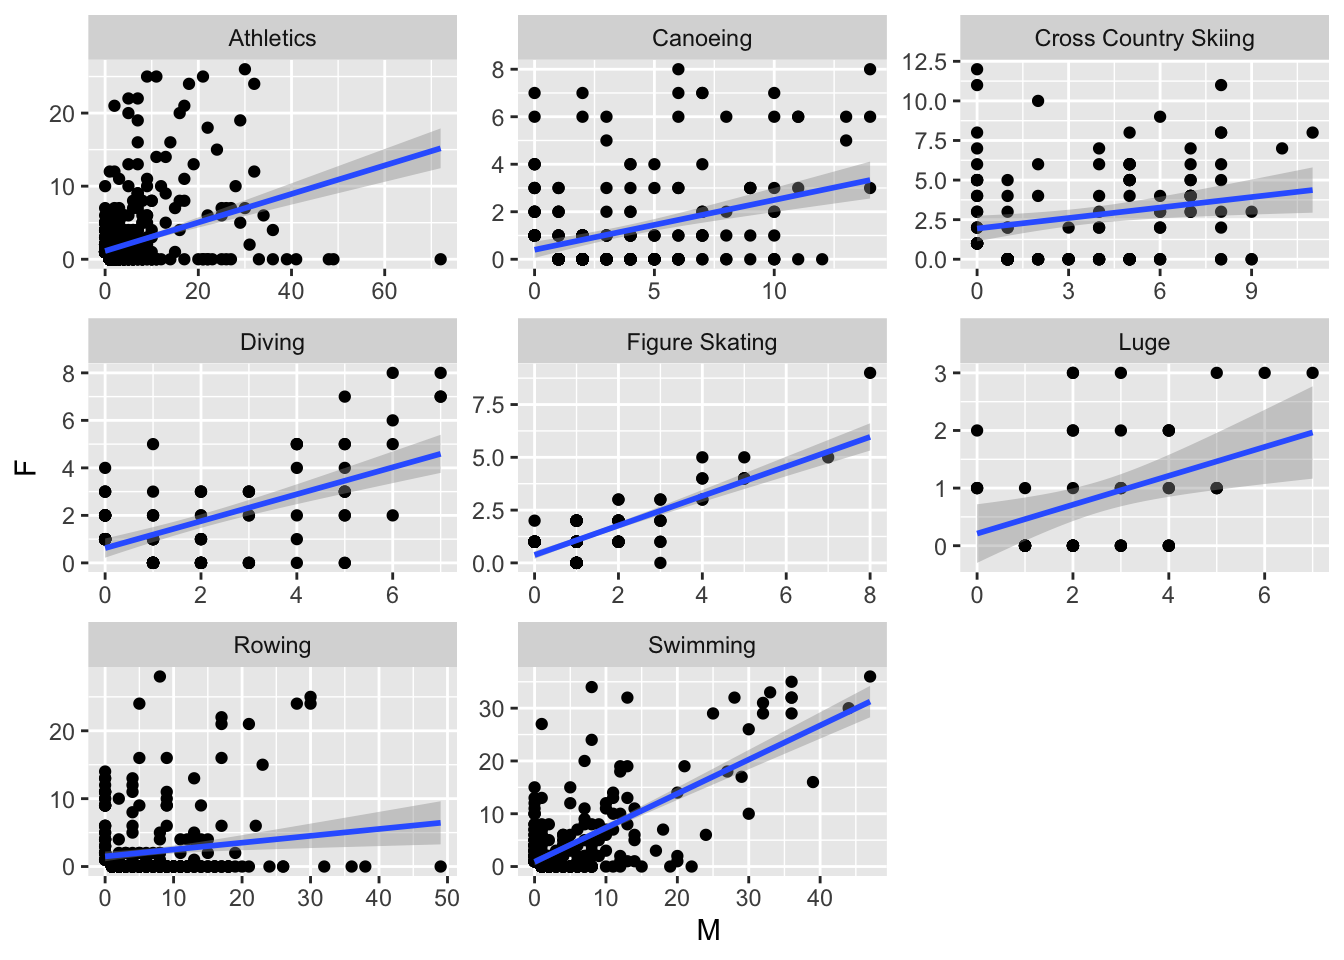 Athletics Canoeing Cross Country Skiing
20
10
0
0 20 40 60
8
6
4
2
0
0 5 10
12.5
10.0
7.5
5.0
2.5
0.0
0 3 6 9
Diving Figure Skating Luge
8
6
4
2
0
0 2 4 6
7.5
5.0
2.5
0.0
0 2 4 6 8
3
2
1
0
0 2 4 6
F
Rowing Swimming
20
10
0
0 10 20 30 40 50
30
20
10
0
0 10 20 30 40
M